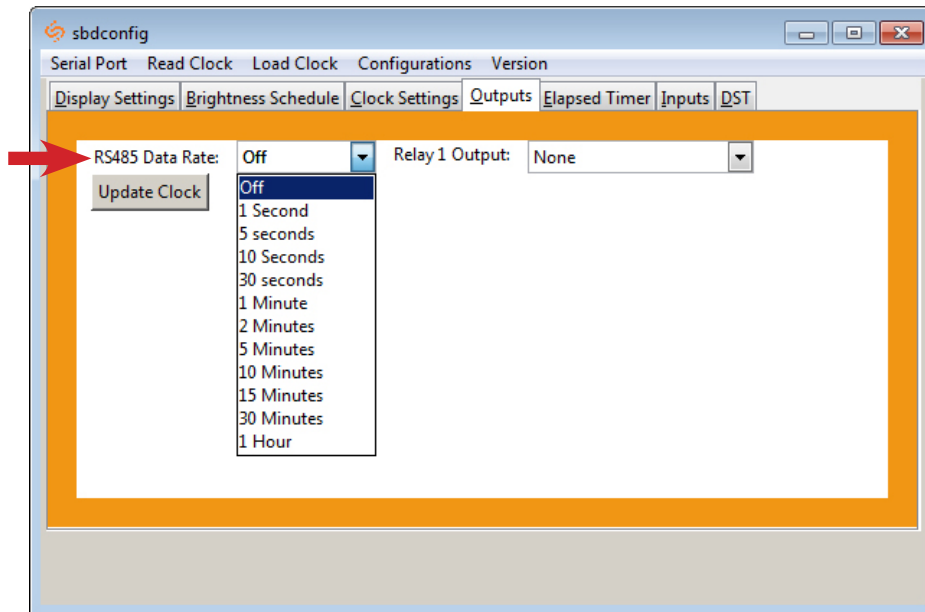 sbdconfig
Serial Port Read Clock Load Clock Configurations Version
Display Settings Brightness Schedule Clock Settings Outputs Elapsed Timer Inputs DST
RS485 Data Rate: Off Relay 1 Output: None
Update Clock
Off
1 Second
5 seconds
10 Seconds
30 seconds
1 Minute
2 Minutes
5 Minutes
10 Minutes
15 Minutes
30 Minutes
1 Hour